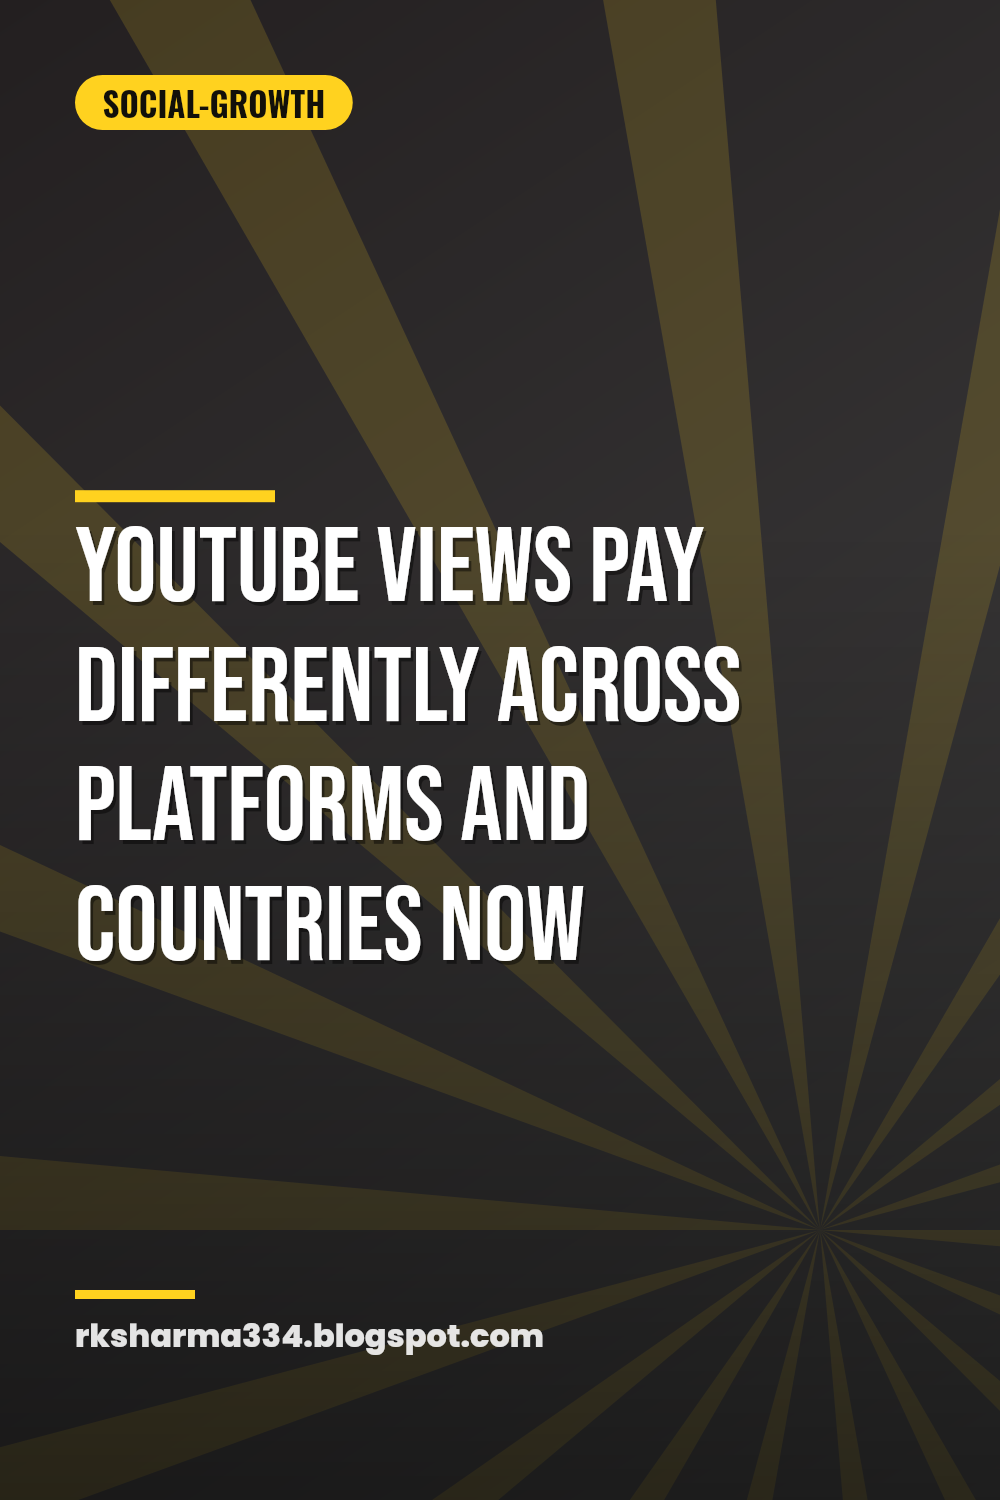 SOCIAL-GROWTH
YOUTUBE VIEWS PAY
DIFFERENTLY ACROSS
PLATFORMS AND
COUNTRIES NOW
rksharma334.blogspot.com